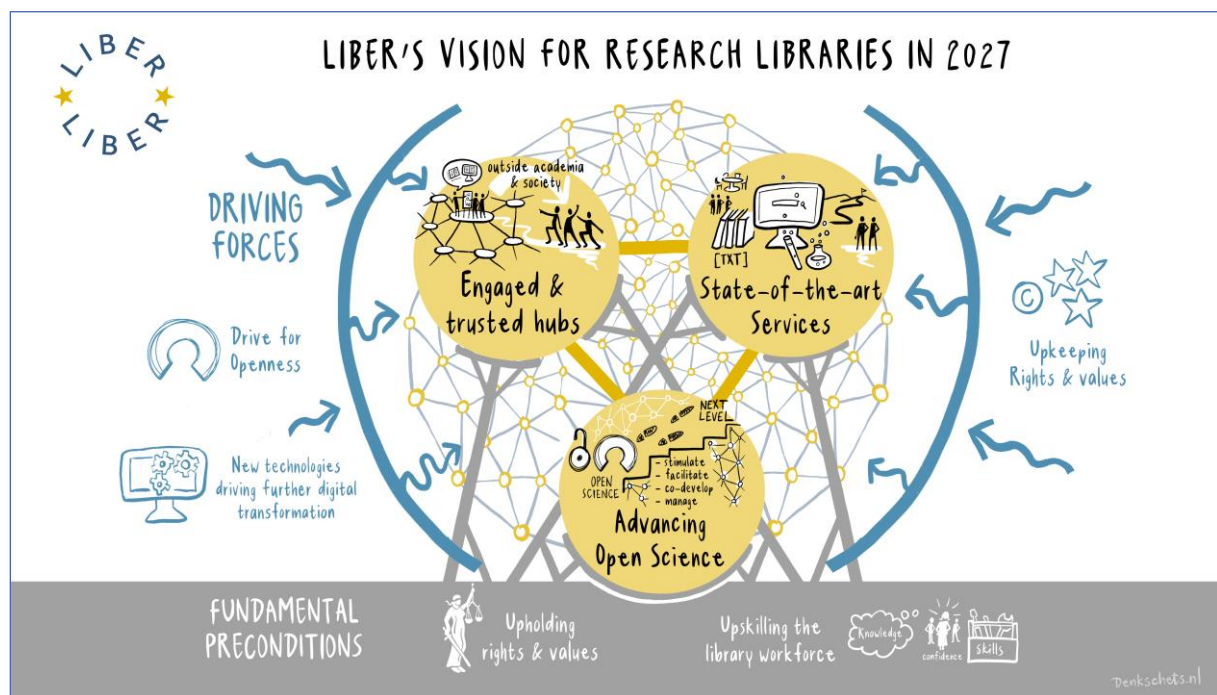 LIBER
LIBER
LIBER'S VISION FOR RESEARCH LIBRARIES IN 2027
DRIVING
FORCES
Drive for
Openness
New technologies
driving further digital
transformation
outside academia
& society
Engaged &
trusted hubs
[TXT]
State-of-the-art
Services
©
Upkeeping
Rights & values
NEXT
LEVEL
OPEN
SCIENCE
- stimulate
- facilitate
- co-develop
- manage
Advancing
Open Science
FUNDAMENTAL
PRECONDITIONS
Upholding
rights & values
Upskilling the
library workforce
Knowledge
confidence
skills
Denkschets.nl